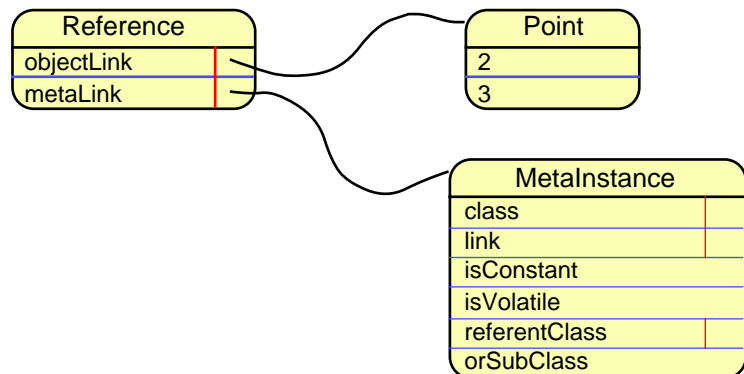 Reference
objectLink
metaLink
Point
2
3
MetaInstance
class
link
isConstant
isVolatile
referentClass
orSubClass